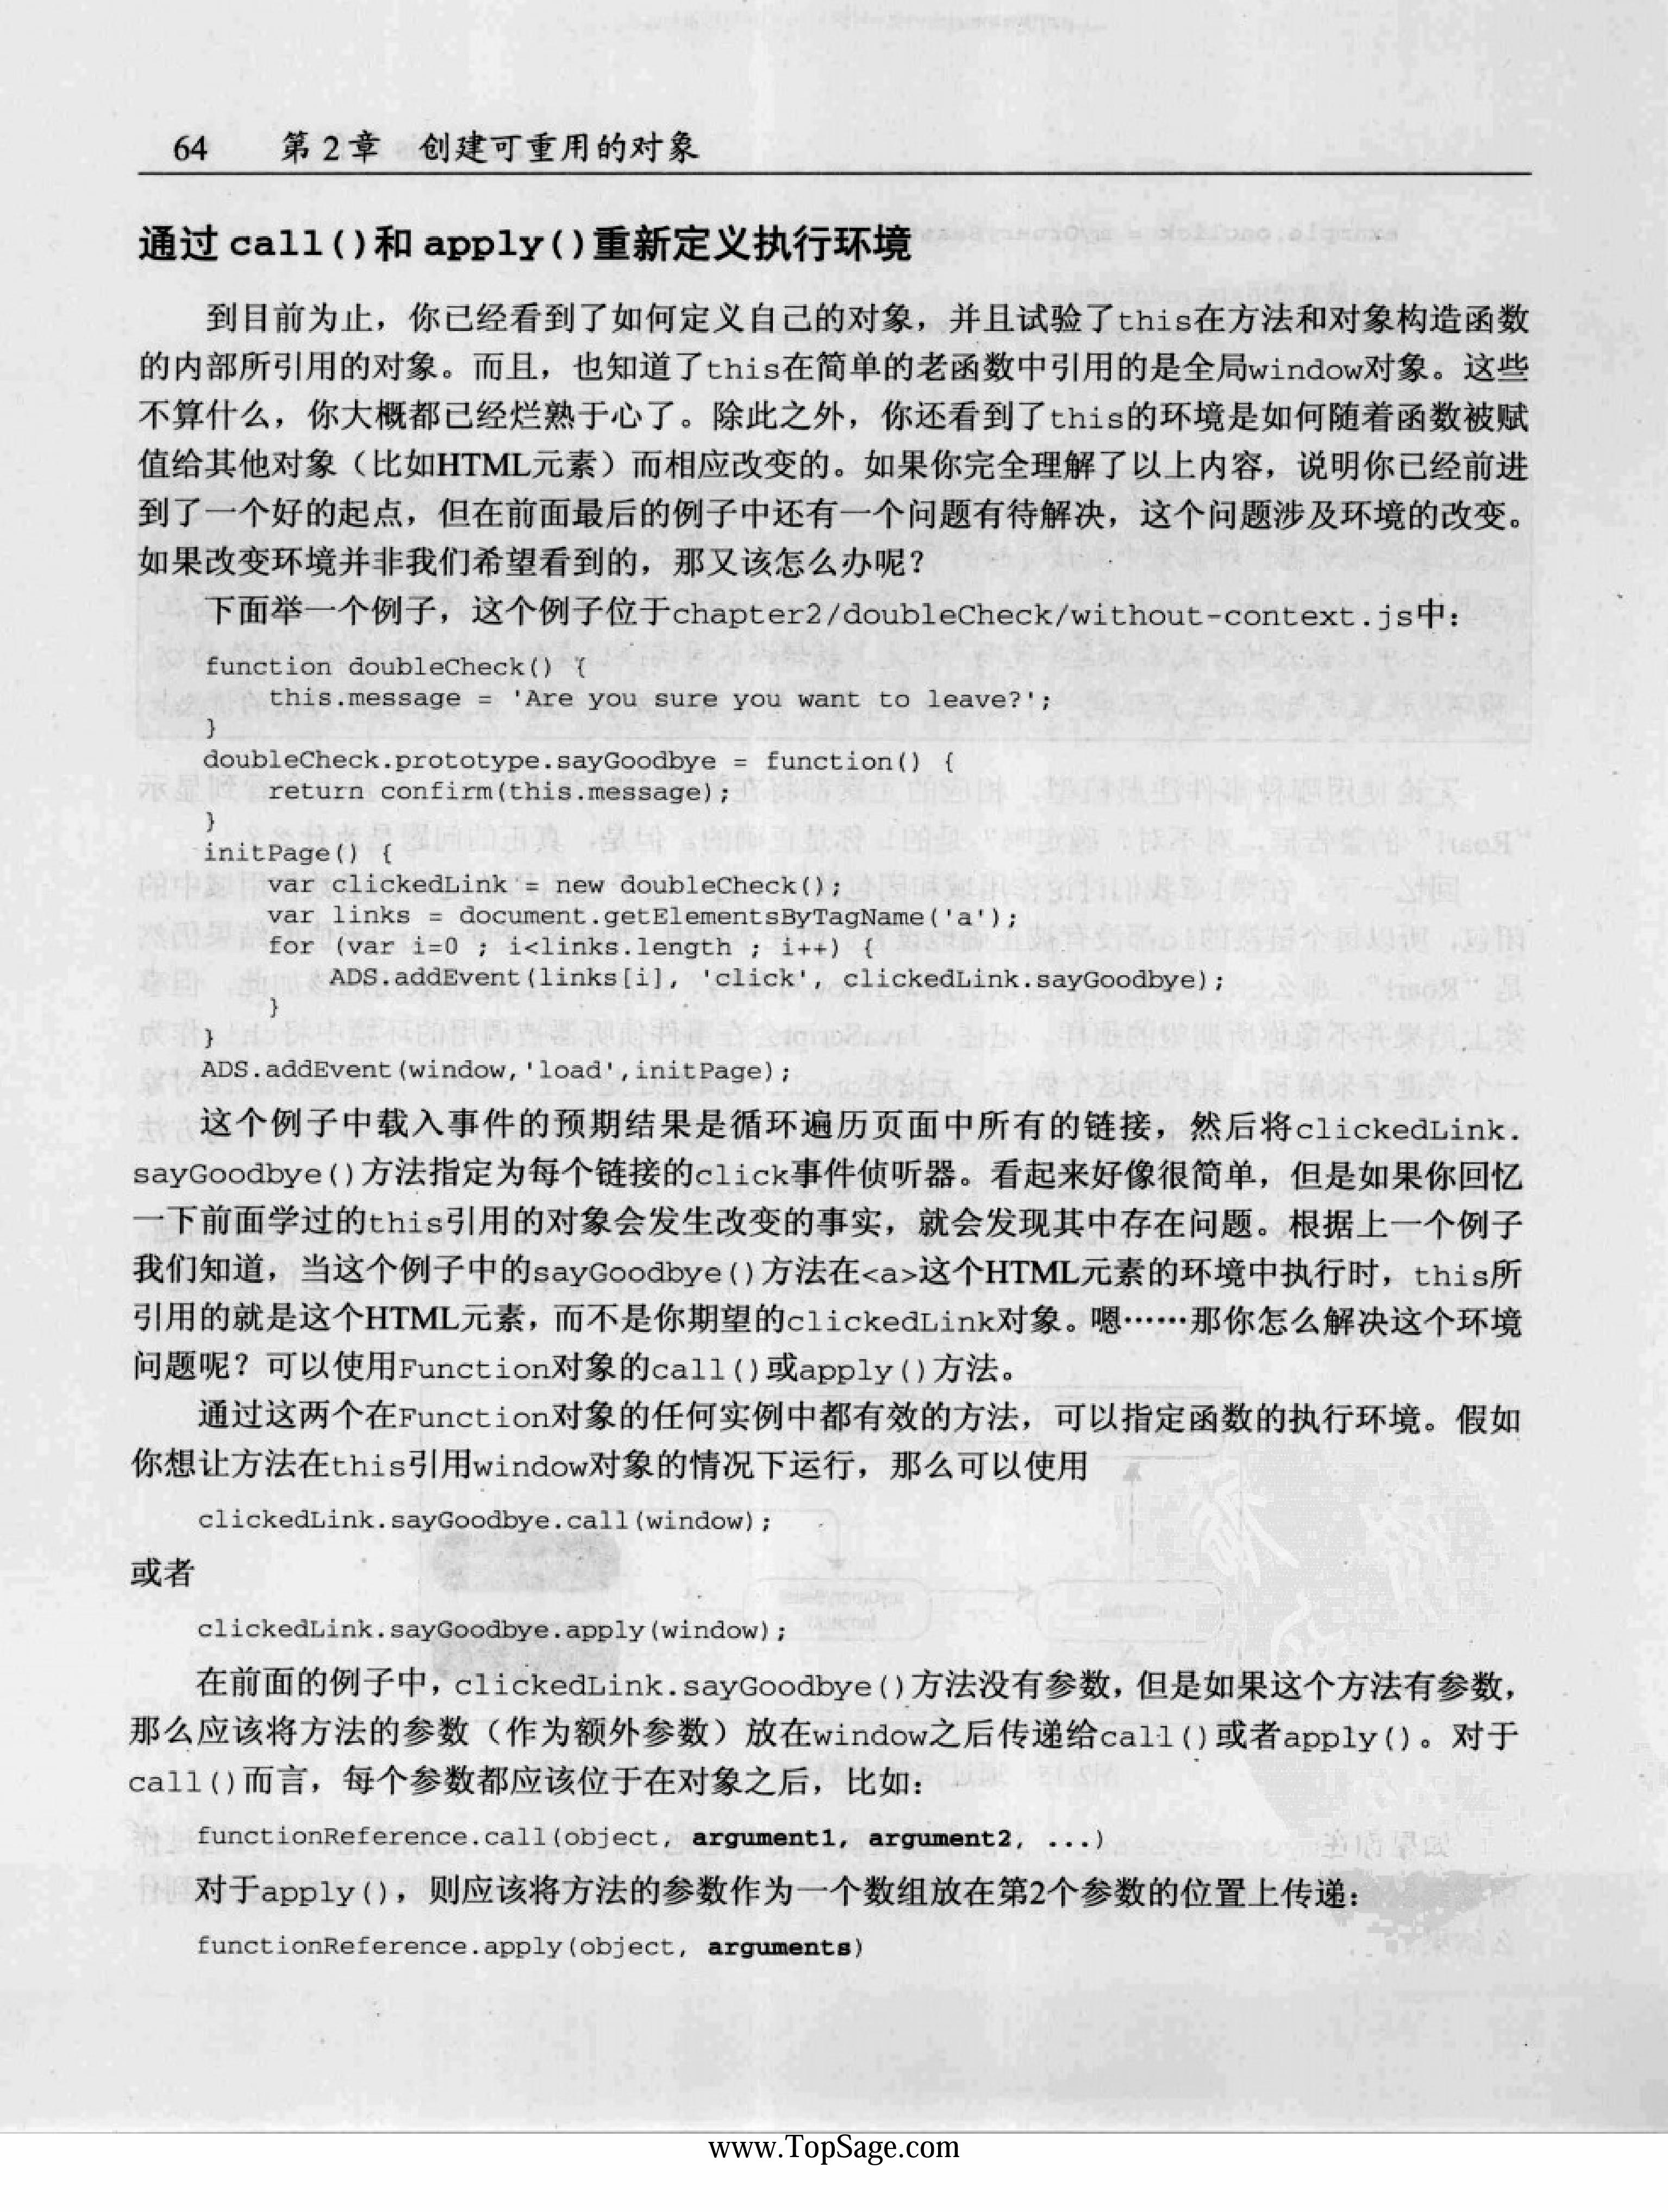 64 第 2 章 创建可重用的对象
通过 call()和 apply()重新定义执行环境
到目前为止，你已经看到了如何定义自己的对象，并且试验了this在方法和对象构造函数
的内部所引用的对象。而且，也知道了this在简单的老函数中引用的是全局window对象。这些
不算什么，你大概都已经烂熟于心了。除此之外，你还看到了this的环境是如何随着函数被赋
值给其他对象（比如HTML元素）而相应改变的。如果你完全理解了以上内容，说明你已经前进
到了一个好的起点，但在前面最后的例子中还有一个问题有待解决，这个问题涉及环境的改变。
如果改变环境并非我们希望看到的，那又该怎么办呢？
下面举一个例子，这个例子位于chapter2/doubleCheck/without-context.js中：
function doubleCheck() {
this.message = 'Are you sure you want to leave?';
}
doubleCheck.prototype.sayGoodbye = function() {
return confirm(this.message);
}
initPage() {
var clickedLink = new doubleCheck();
var links = document.getElementsByTagName('a');
for (var i=0 ; i<links.length ; i++) {
ADS.addEvent(links[i], 'click', clickedLink.sayGoodbye);
}
}
ADS.addEvent(window,'load',initPage);
这个例子中载入事件的预期结果是循环遍历页面中所有的链接，然后将clickedLink.
sayGoodbye()方法指定为每个链接的click事件侦听器。看起来好像很简单，但是如果你回忆
一下前面学过的this引用的对象会发生改变的事实，就会发现其中存在问题。根据上一个例子
我们知道，当这个例子中的sayGoodbye()方法在<a>这个HTML元素的环境中执行时，this所
引用的就是这个HTML元素，而不是你期望的clickedLink对象。嗯……那你怎么解决这个环境
问题呢？可以使用Function对象的call()或apply()方法。
通过这两个在Function对象的任何实例中都有效的方法，可以指定函数的执行环境。假如
你想让方法在this引用window对象的情况下运行，那么可以使用
clickedLink.sayGoodbye.call(window);
或者
clickedLink.sayGoodbye.apply(window);
在前面的例子中，clickedLink.sayGoodbye()方法没有参数，但是如果这个方法有参数，
那么应该将方法的参数（作为额外参数）放在window之后传递给call()或者apply()。对于
call()而言，每个参数都应该位于在对象之后，比如：
functionReference.call(object, argument1, argument2, ...)
对于apply()，则应该将方法的参数作为一个数组放在第2个参数的位置上传递：
functionReference.apply(object, arguments)
www.TopSage.com